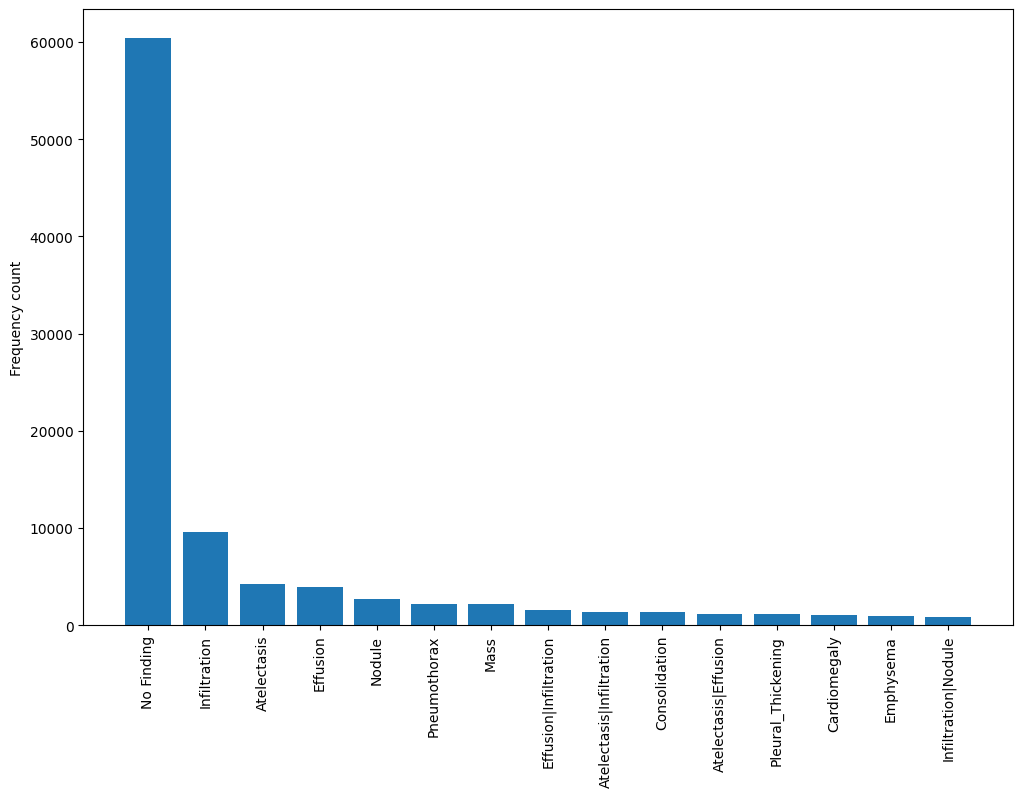 60000
50000
40000
30000
20000
10000
0
Frequency count
No Finding
Infiltration
Atelectasis
Effusion
Nodule
Pneumothorax
Mass
Effusion|Infiltration
Atelectasis|Infiltration
Consolidation
Atelectasis|Effusion
Pleural_Thickening
Cardiomegaly
Emphysema
Infiltration|Nodule